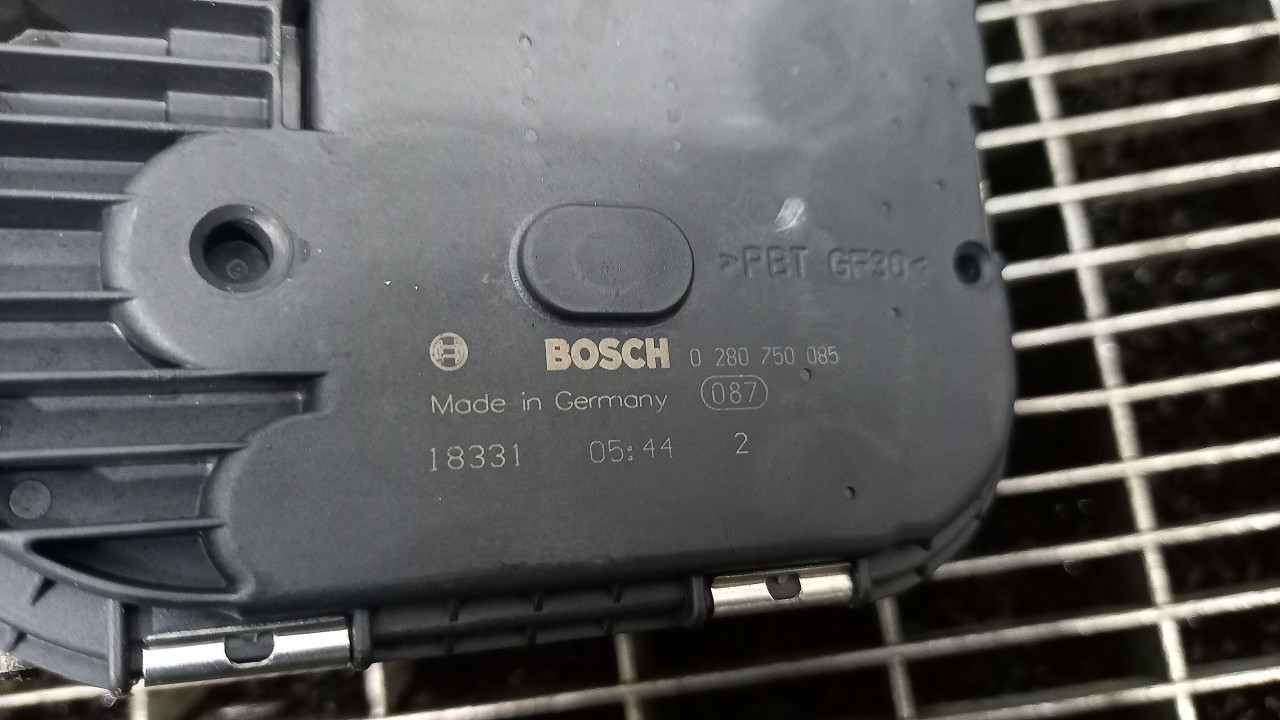 >PBT GF30<
BOSCH 0 280 750 085
Made in Germany 087
18331 05:44 2